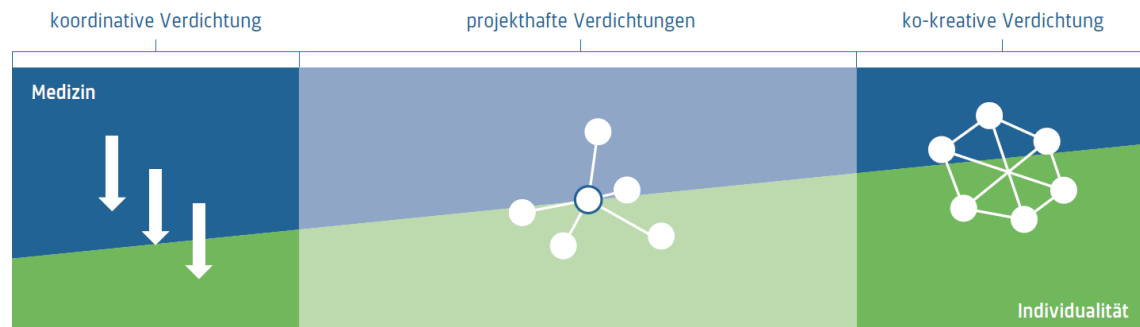 koordinative Verdichtung
projekthafte Verdichtungen
ko-kreative Verdichtung
Medizin
Individualität